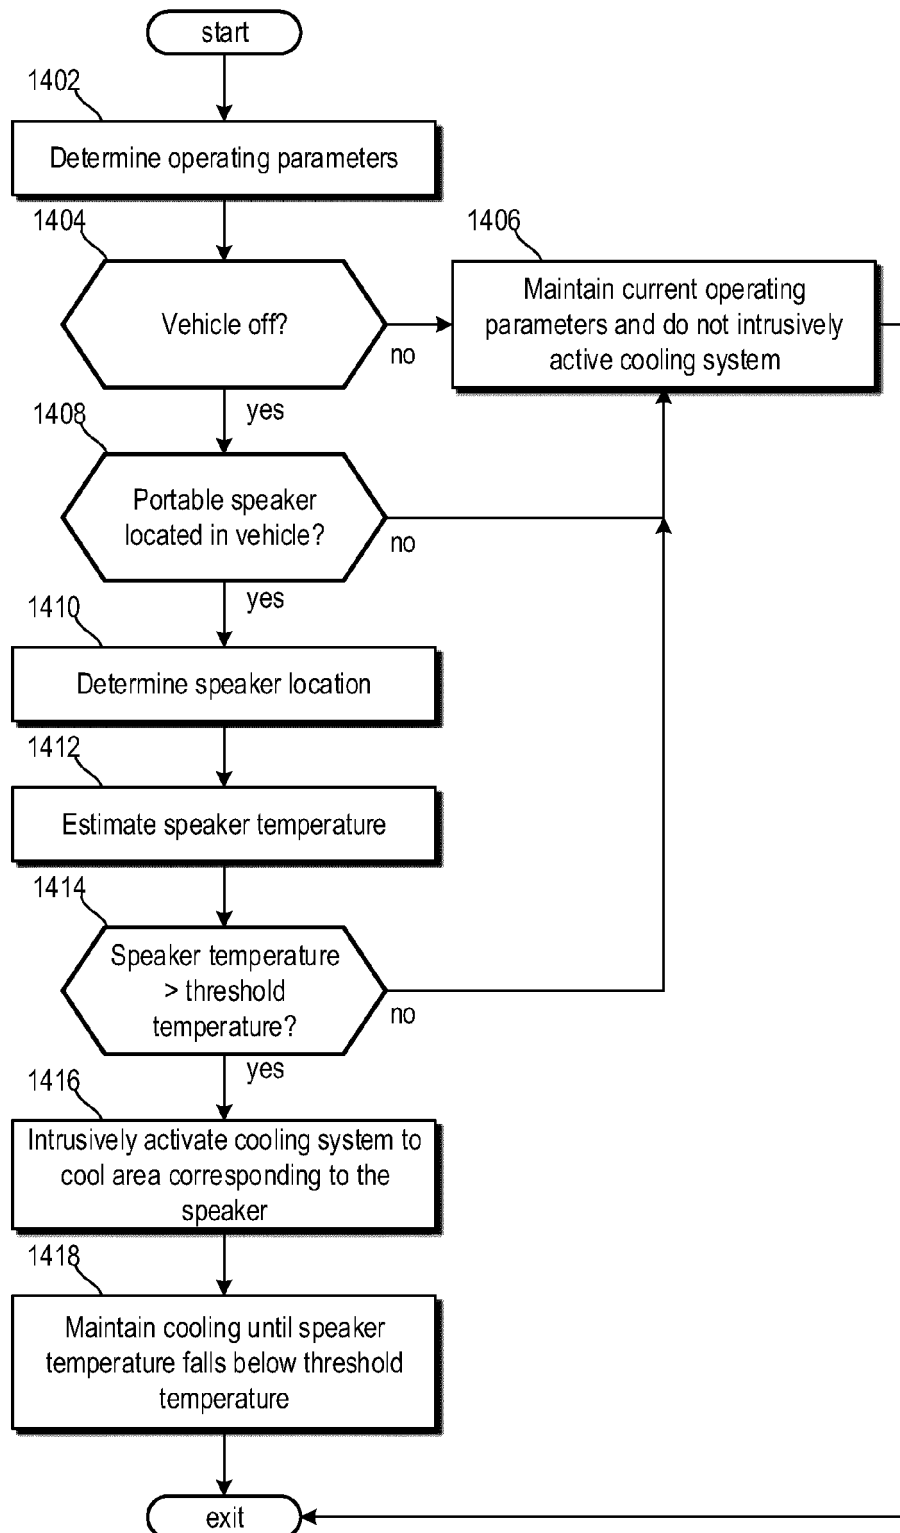 start
1402
Determine operating parameters
1404
Vehicle off?
no
yes
1406
Maintain current operating
parameters and do not intrusively
active cooling system
1408
Portable speaker
located in vehicle?
no
yes
1410
Determine speaker location
1412
Estimate speaker temperature
1414
Speaker temperature
> threshold
temperature?
no
yes
1416
Intrusively activate cooling system to
cool area corresponding to the
speaker
1418
Maintain cooling until speaker
temperature falls below threshold
temperature
exit